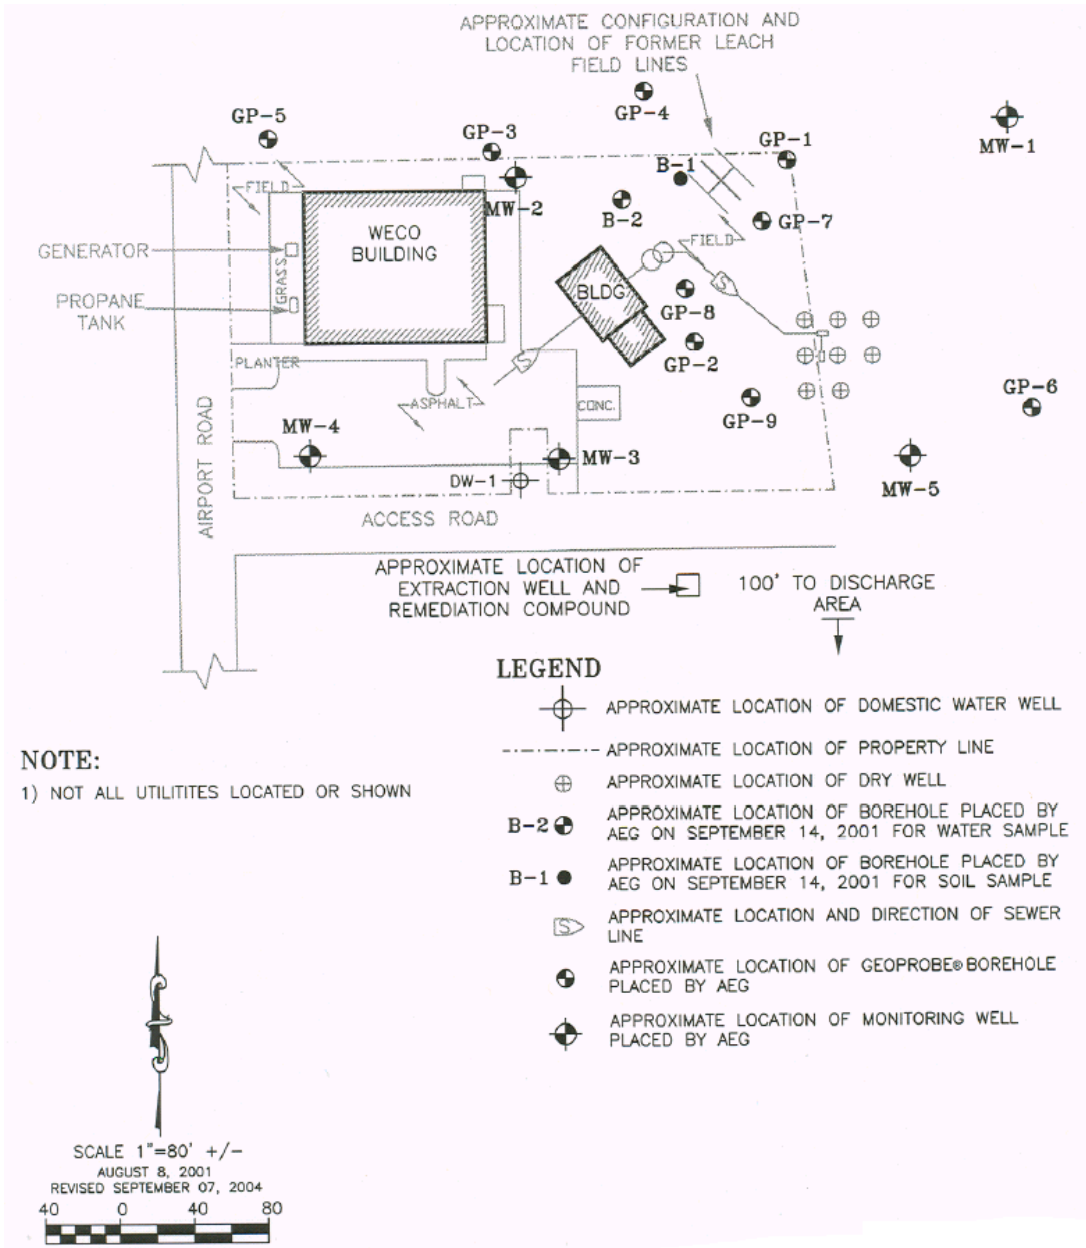 APPROXIMATE CONFIGURATION AND
LOCATION OF FORMER LEACH
FIELD LINES
GP-4
GP-5
GP-3
GP-1
MW-1
B-1
FIELD
MW-2
B-2
GP-7
WECO
BUILDING
FIELD
GENERATOR
GRASS
S
BLDG
PROPANE
TANK
GP-8
PLANTER
S
GP-2
ASPHALT
CONC.
GP-6
GP-9
MW-4
MW-3
DW-1
MW-5
AIRPORT ROAD
ACCESS ROAD
APPROXIMATE LOCATION OF
EXTRACTION WELL AND
REMEDIATION COMPOUND
100' TO DISCHARGE
AREA
LEGEND
APPROXIMATE LOCATION OF DOMESTIC WATER WELL
APPROXIMATE LOCATION OF PROPERTY LINE
APPROXIMATE LOCATION OF DRY WELL
B-2 APPROXIMATE LOCATION OF BOREHOLE PLACED BY
AEG ON SEPTEMBER 14, 2001 FOR WATER SAMPLE
B-1 APPROXIMATE LOCATION OF BOREHOLE PLACED BY
AEG ON SEPTEMBER 14, 2001 FOR SOIL SAMPLE
S APPROXIMATE LOCATION AND DIRECTION OF SEWER
LINE
APPROXIMATE LOCATION OF GEOPROBE® BOREHOLE
PLACED BY AEG
APPROXIMATE LOCATION OF MONITORING WELL
PLACED BY AEG
NOTE:
1) NOT ALL UTILITITES LOCATED OR SHOWN
SCALE 1"=80' +/-
AUGUST 8, 2001
REVISED SEPTEMBER 07, 2004
40 0 40 80